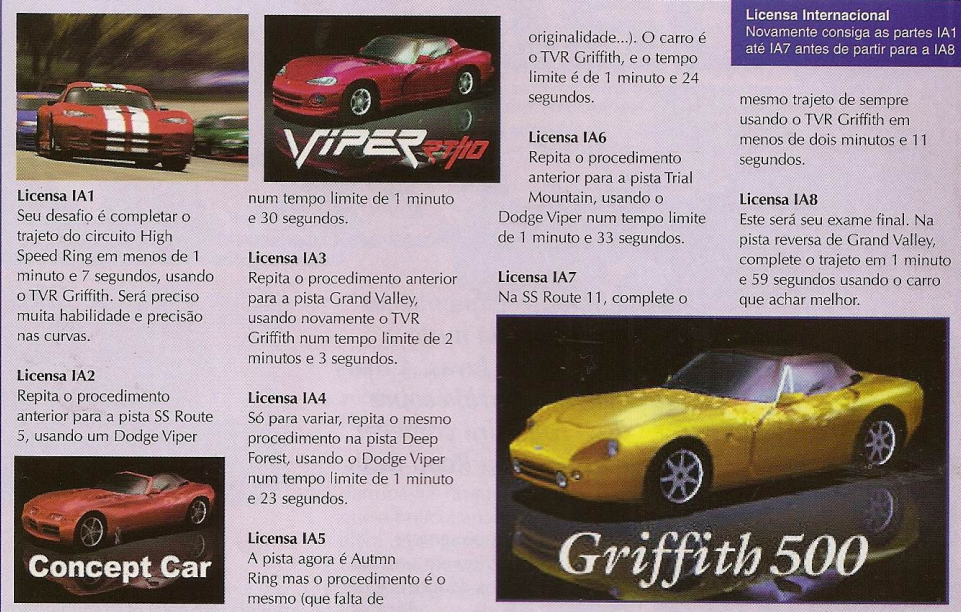 Licensa Internacional
Novamente consiga as partes IA1
até IA7 antes de partir para a IA8
VIPER RT/10
Licensa IA1
Seu desafio é completar o
trajeto do circuito High
Speed Ring em menos de 1
minuto e 7 segundos, usando
o TVR Griffith. Será preciso
muita habilidade e precisão
nas curvas.
Licensa IA2
Repita o procedimento
anterior para a pista SS Route
5, usando um Dodge Viper
Concept Car
num tempo limite de 1 minuto
e 30 segundos.
Licensa IA3
Repita o procedimento anterior
para a pista Grand Valley,
usando novamente o TVR
Griffith num tempo limite de 2
minutos e 3 segundos.
Licensa IA4
Só para variar, repita o mesmo
procedimento na pista Deep
Forest, usando o Dodge Viper
num tempo limite de 1 minuto
e 23 segundos.
Licensa IA5
A pista agora é Autmn
Ring mas o procedimento é o
mesmo (que falta de
originalidade...). O carro é
o TVR Griffith, e o tempo
limite é de 1 minuto e 24
segundos.
Licensa IA6
Repita o procedimento
anterior para a pista Trial
Mountain, usando o
Dodge Viper num tempo limite
de 1 minuto e 33 segundos.
Licensa IA7
Na SS Route 11, complete o
mesmo trajeto de sempre
usando o TVR Griffith em
menos de dois minutos e 11
segundos.
Licensa IA8
Este será seu exame final. Na
pista reversa de Grand Valley,
complete o trajeto em 1 minuto
e 59 segundos usando o carro
que achar melhor.
Griffith 500